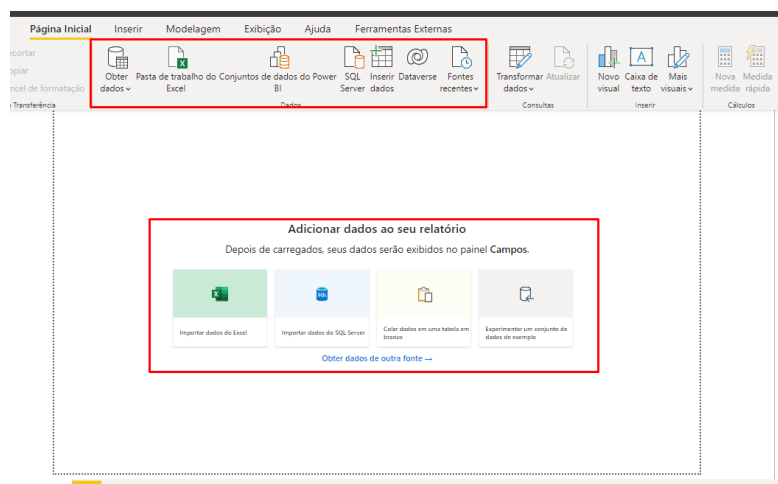 Página Inicial Inserir Modelagem Exibição Ajuda Ferramentas Externas
ecortar
opiar
ncel de formatação
e Transferência
Obter dados
Pasta de trabalho do Excel
Conjuntos de dados do Power BI
SQL Server
Inserir dados
Dataverse
Fontes recentes
Dados
Transformar dados
Atualizar
Consultas
Novo visual
Caixa de texto
Mais visuais
Inserir
Nova medida
Medida rápida
Cálculos
Adicionar dados ao seu relatório
Depois de carregados, seus dados serão exibidos no painel Campos.
SQL
Importar dados do Excel
Importar dados do SQL Server
Colar dados em uma tabela em
branco
Experimentar um conjunto de
dados de exemplo
Obter dados de outra fonte →